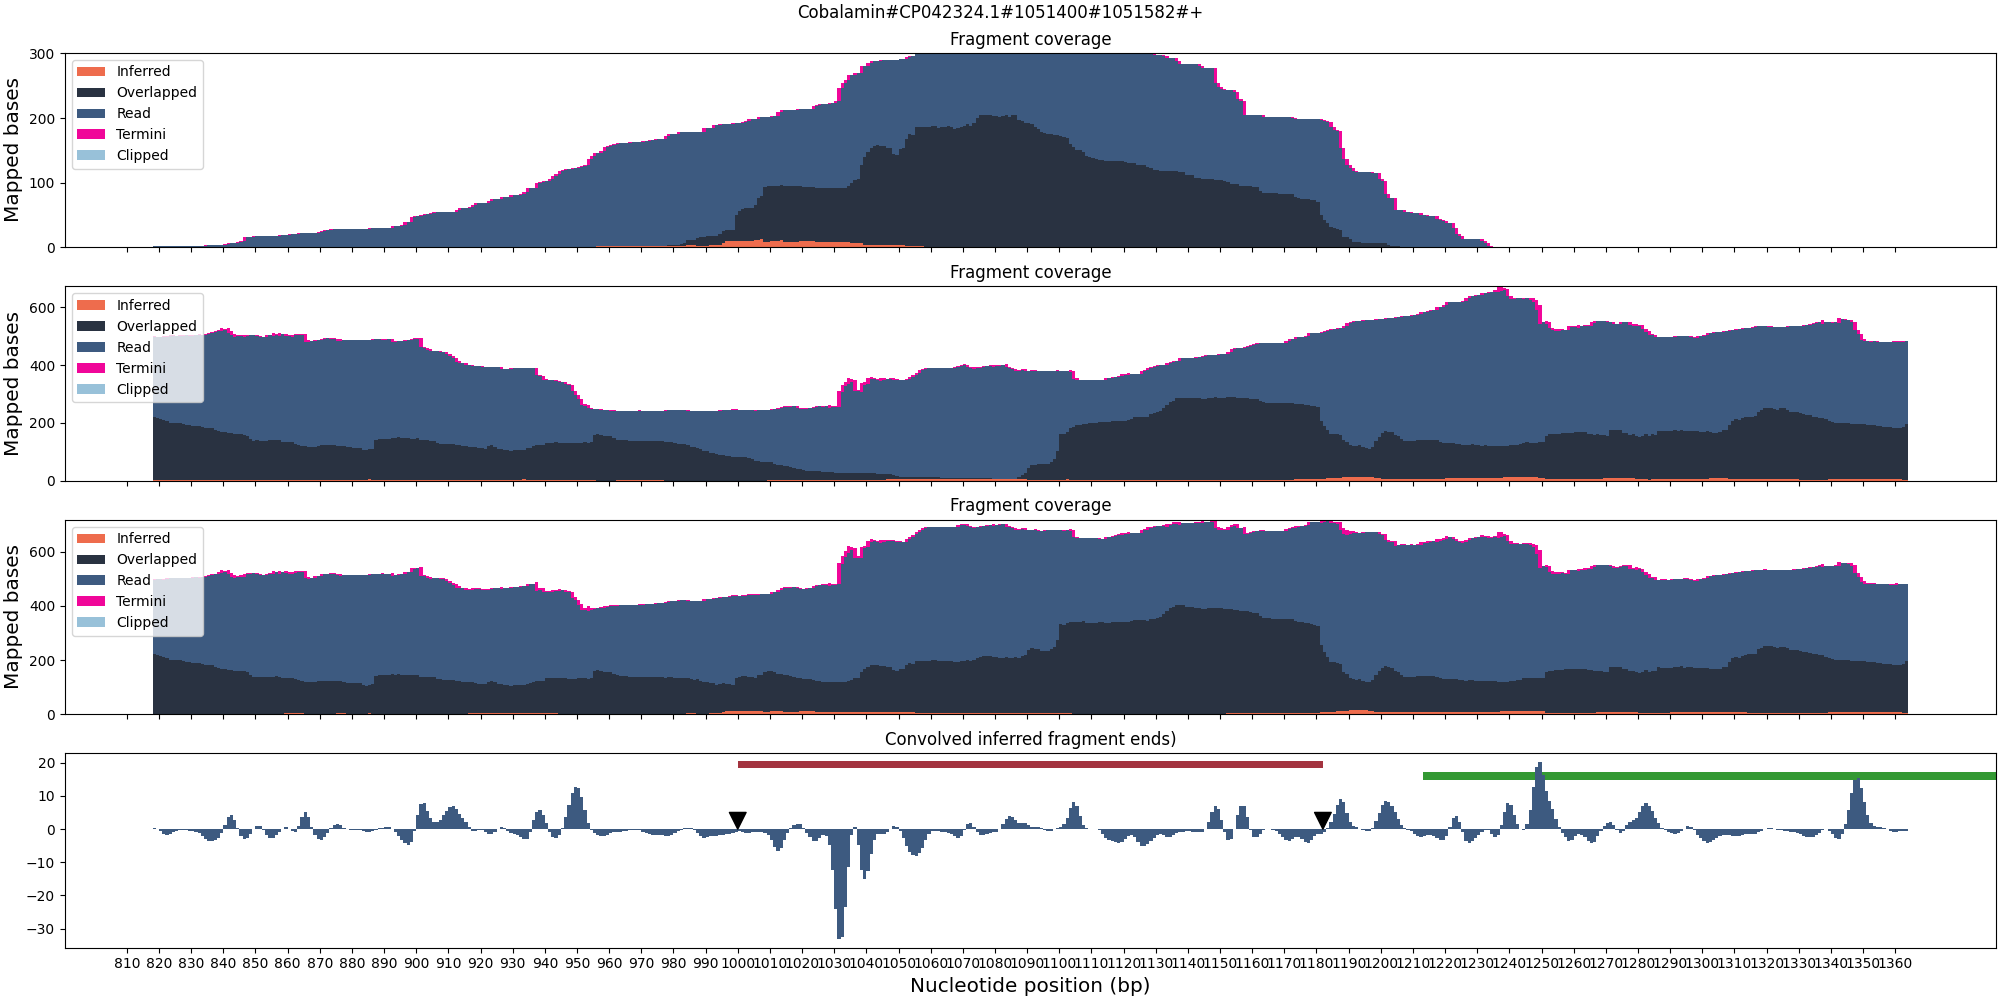 Cobalamin#CP042324.1#1051400#1051582#+
Fragment coverage
Mapped bases
300
200
100
0
Inferred
Overlapped
Read
Termini
Clipped
Fragment coverage
Mapped bases
600
400
200
0
Inferred
Overlapped
Read
Termini
Clipped
Fragment coverage
Mapped bases
600
400
200
0
Inferred
Overlapped
Read
Termini
Clipped
Convolved inferred fragment ends)
20
10
0
−10
−20
−30
810 820 830 840 850 860 870 880 890 900 910 920 930 940 950 960 970 980 990 1000 1010 1020 1030 1040 1050 1060 1070 1080 1090 1100 1110 1120 1130 1140 1150 1160 1170 1180 1190 1200 1210 1220 1230 1240 1250 1260 1270 1280 1290 1300 1310 1320 1330 1340 1350 1360
Nucleotide position (bp)